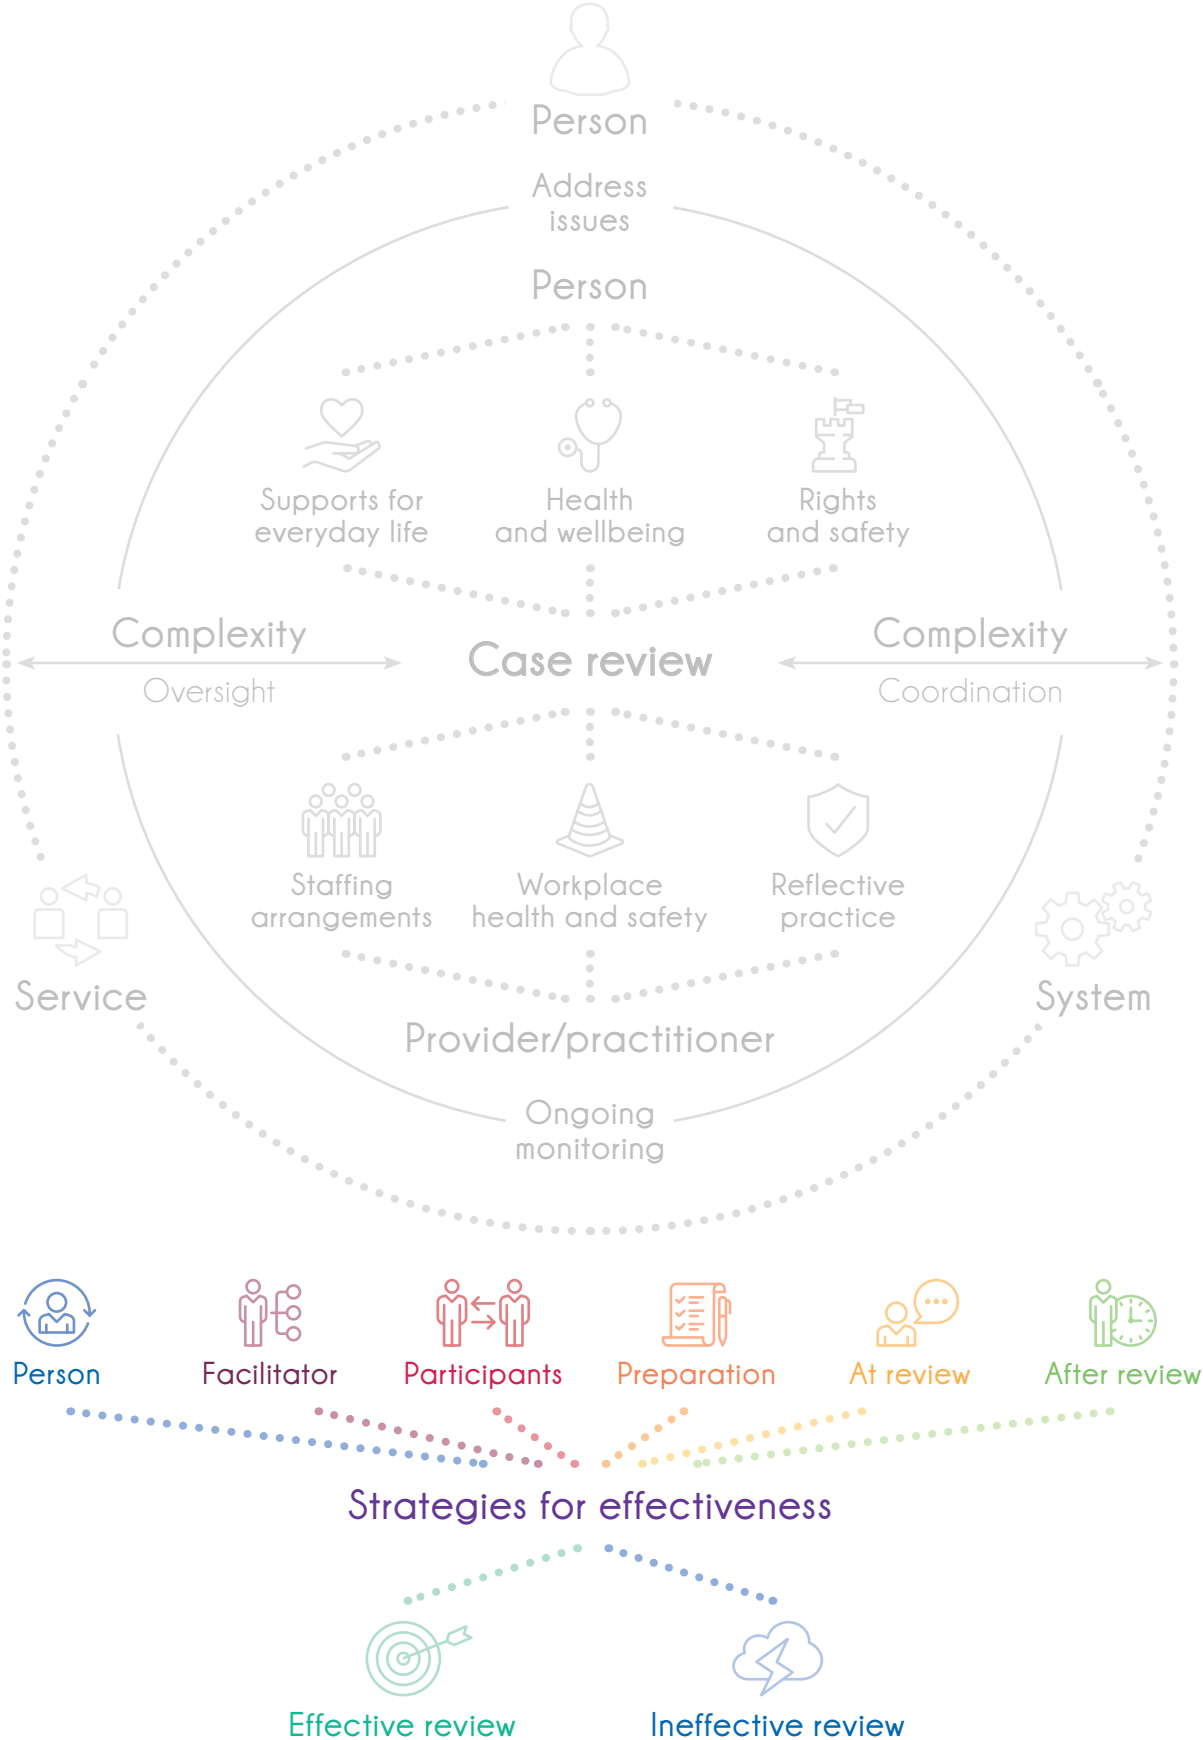 Person
Address
issues
Person
Supports for
everyday life
Health
and wellbeing
Rights
and safety
Complexity
Oversight
Case review
Complexity
Coordination
Staffing
arrangements
Workplace
health and safety
Reflective
practice
Service
System
Provider/practitioner
Ongoing
monitoring
Person
Facilitator
Participants
Preparation
At review
After review
Strategies for effectiveness
Effective review
Ineffective review